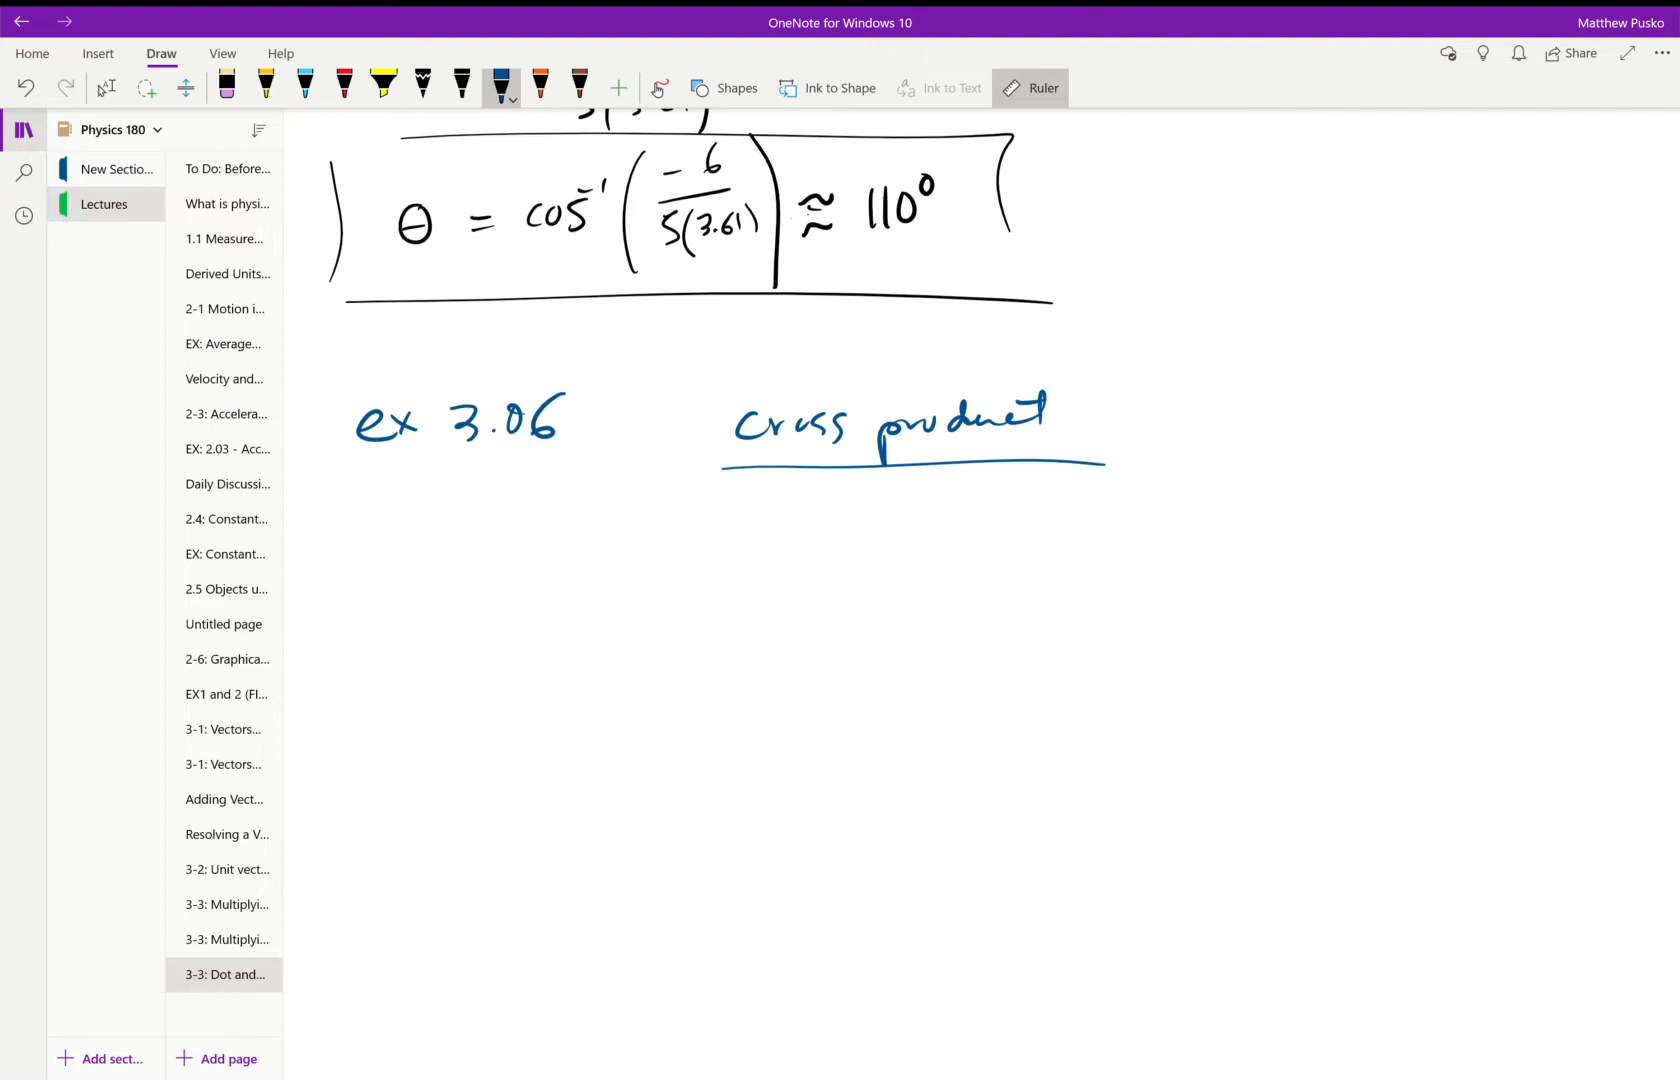 OneNote for Windows 10
Matthew Pusko
Home Insert Draw View Help
Share
Shapes Ink to Shape Ink to Text Ruler
Physics 180
New Sectio...
Lectures
To Do: Before...
What is physi...
1.1 Measure...
Derived Units...
2-1 Motion i...
EX: Average...
Velocity and...
2-3: Accelera...
EX: 2.03 - Acc...
Daily Discussi...
2.4: Constant...
EX: Constant...
2.5 Objects u...
Untitled page
2-6: Graphica...
EX1 and 2 (FI...
3-1: Vectors...
3-1: Vectors...
Adding Vect...
Resolving a V...
3-2: Unit vect...
3-3: Multiplyi...
3-3: Multiplyi...
3-3: Dot and...
Add sect...
Add page
θ = cos⁻¹ (-6 / 5(3.61)) ≈ 110⁰
ex 3.06 cross product